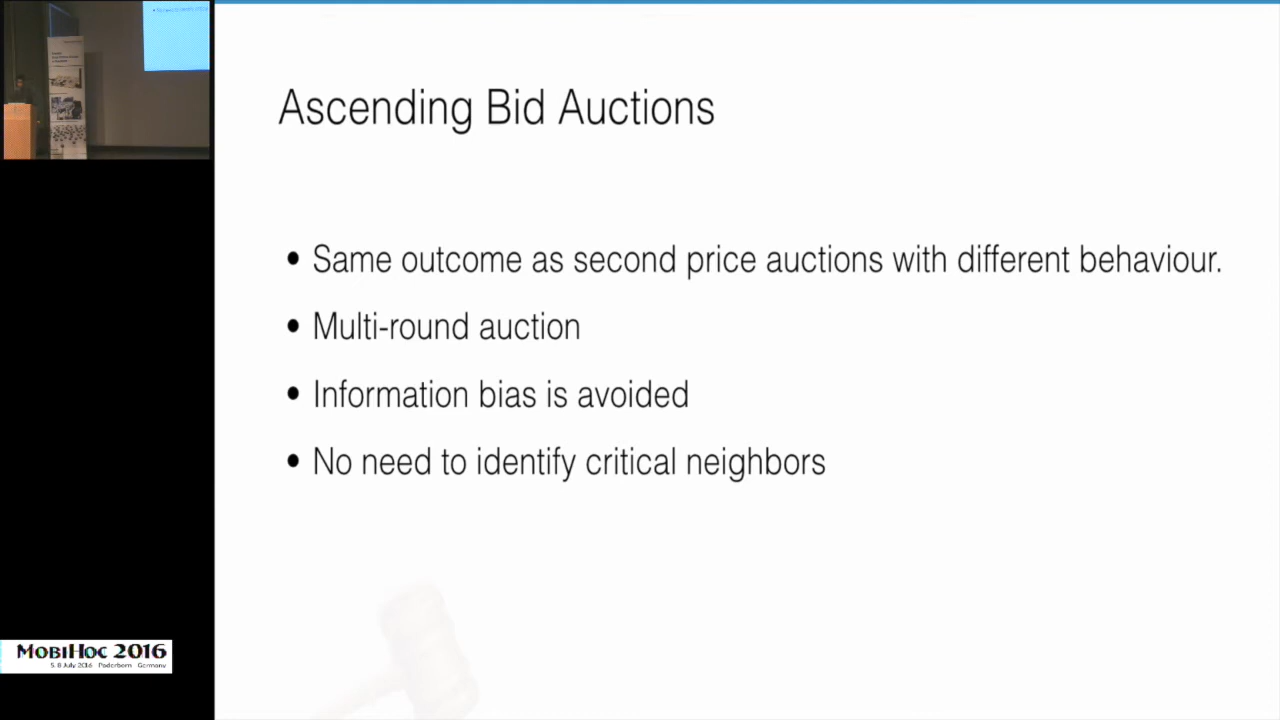 Ascending Bid Auctions
• Same outcome as second price auctions with different behaviour.
• Multi-round auction
• Information bias is avoided
• No need to identify critical neighbors
MobiHoc 2016
5-8 July 2016 Paderborn Germany